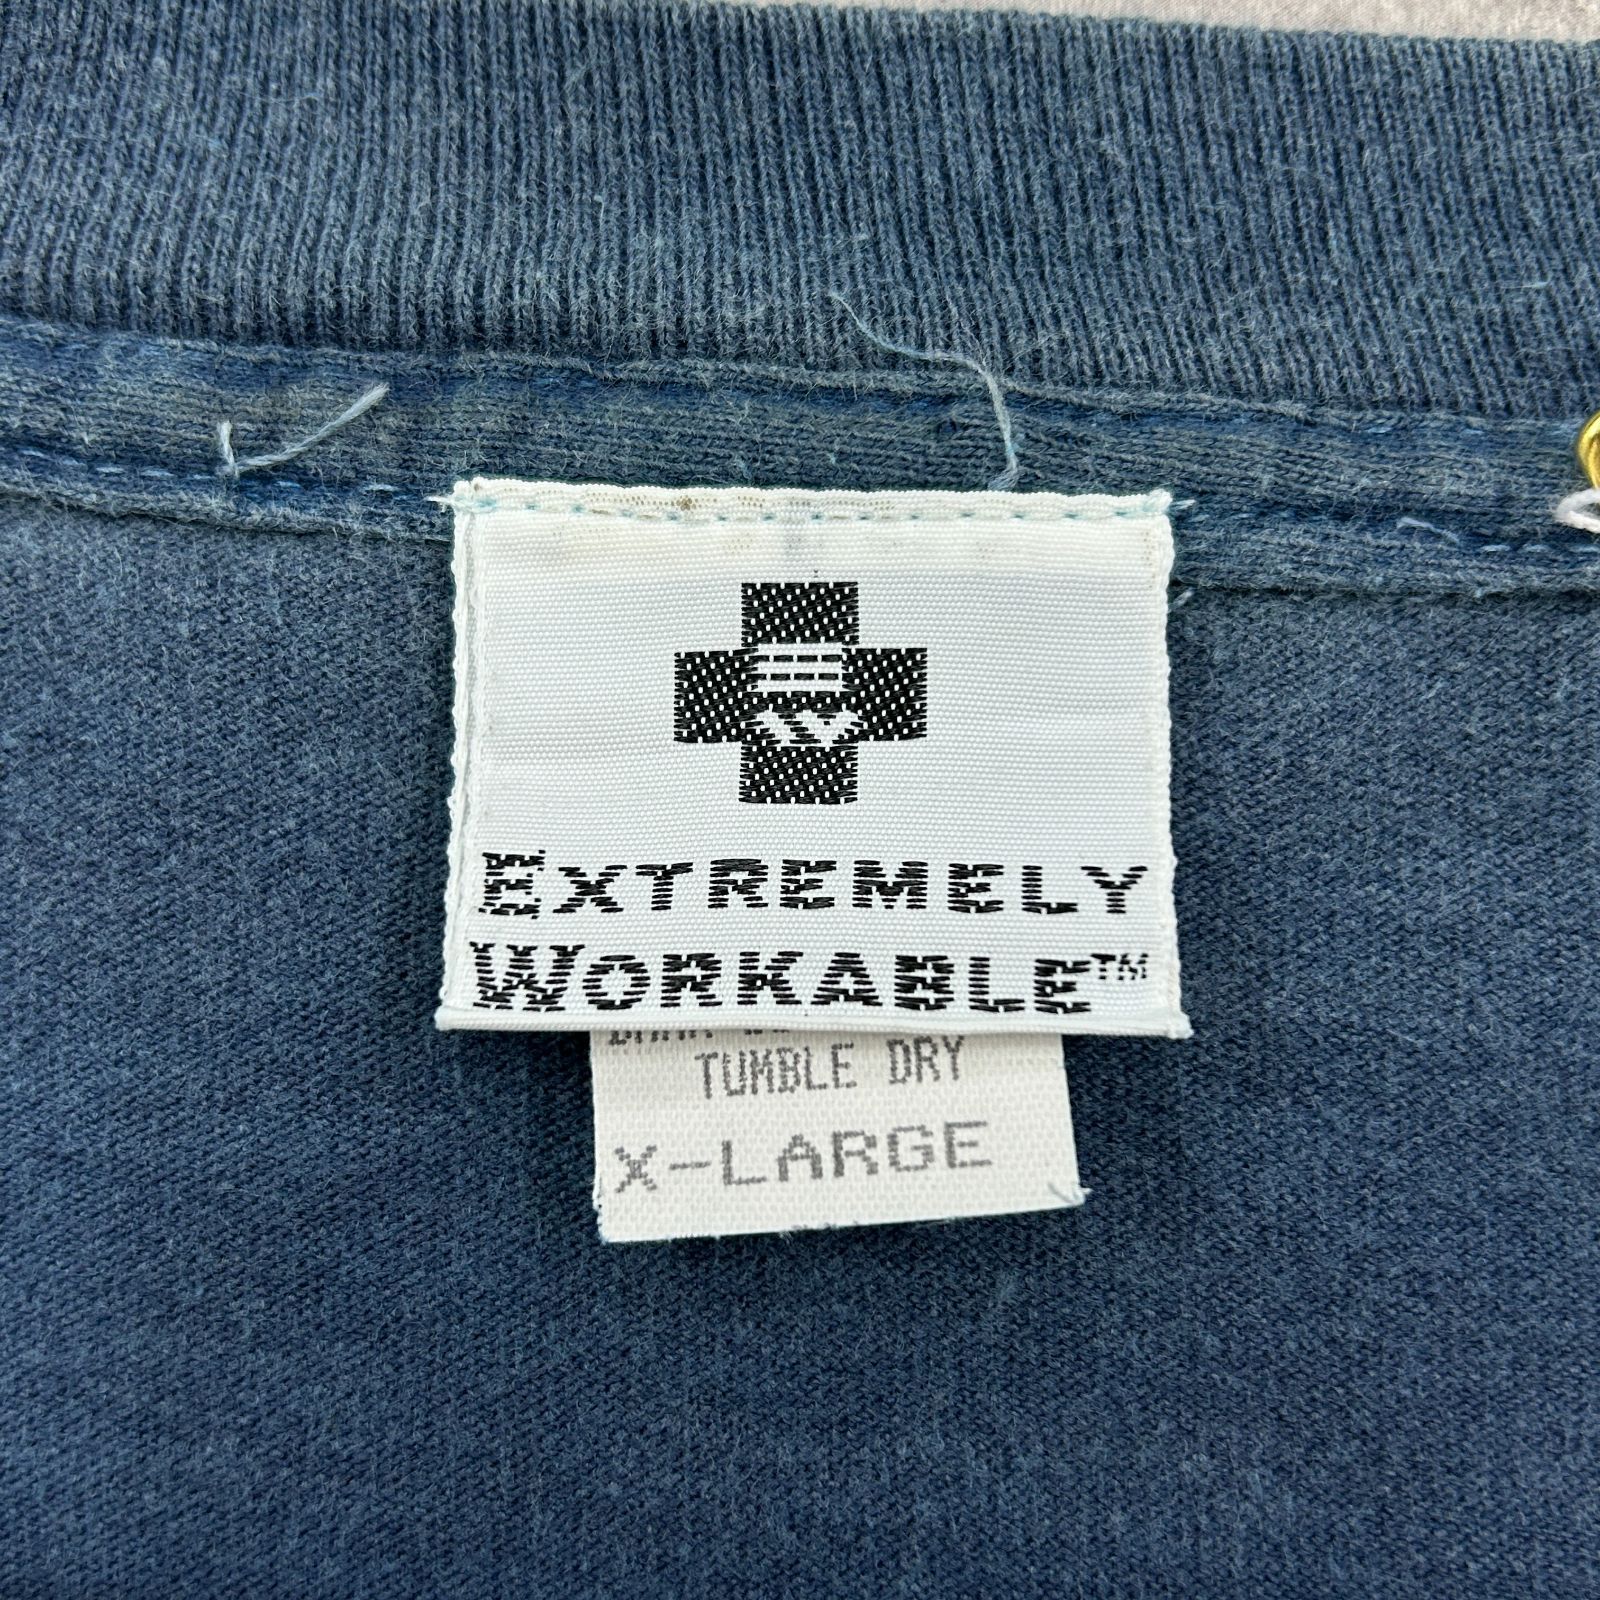 EXTREMELY
WORKABLE™
TUMBLE DRY
X-LARGE